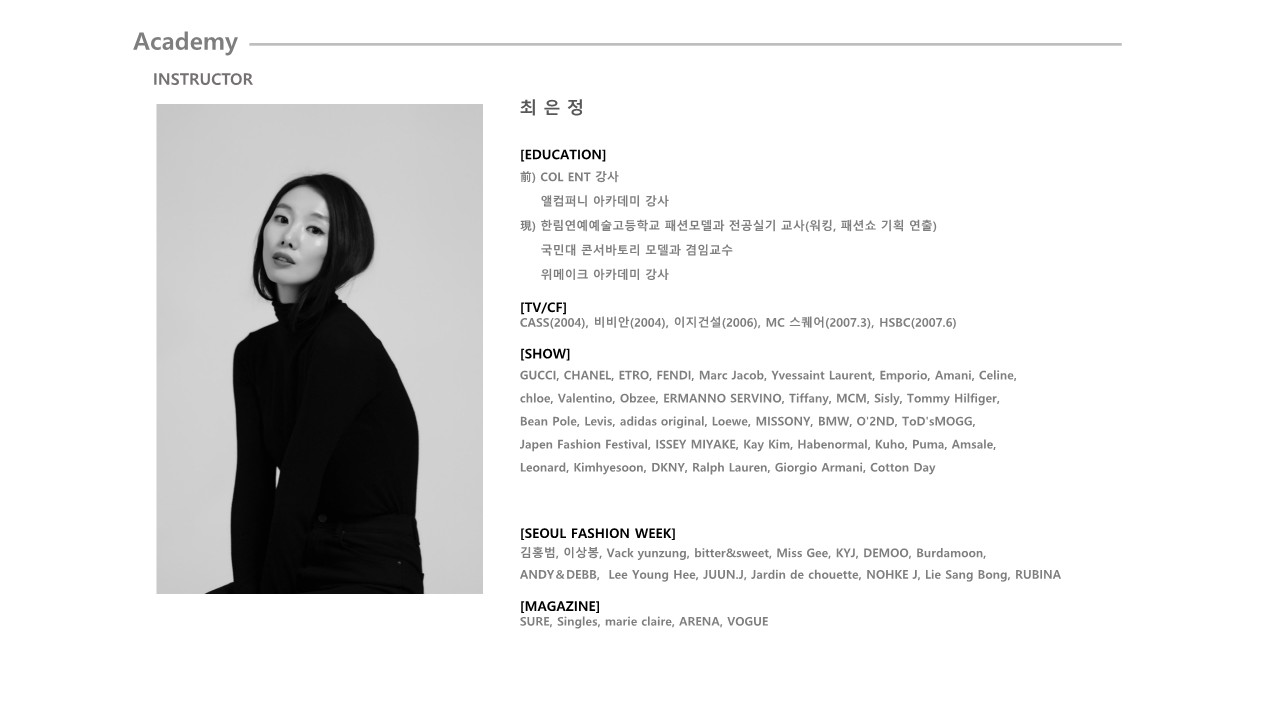 Academy
INSTRUCTOR
최 은 정
[EDUCATION]
前) COL ENT 강사
앨컴퍼니 아카데미 강사
現) 한림연예예술고등학교 패션모델과 전공실기 교사(워킹, 패션쇼 기획 연출)
국민대 콘서바토리 모델과 겸임교수
위메이크 아카데미 강사
[TV/CF]
CASS(2004), 비비안(2004), 이지건설(2006), MC 스퀘어(2007.3), HSBC(2007.6)
[SHOW]
GUCCI, CHANEL, ETRO, FENDI, Marc Jacob, Yvessaint Laurent, Emporio, Amani, Celine,
chloe, Valentino, Obzee, ERMANNO SERVINO, Tiffany, MCM, Sisly, Tommy Hilfiger,
Bean Pole, Levis, adidas original, Loewe, MISSONY, BMW, O'2ND, ToD'sMOGG,
Japen Fashion Festival, ISSEY MIYAKE, Kay Kim, Habenormal, Kuho, Puma, Amsale,
Leonard, Kimhyesoon, DKNY, Ralph Lauren, Giorgio Armani, Cotton Day
[SEOUL FASHION WEEK]
김홍범, 이상봉, Vack yunzung, bitter&sweet, Miss Gee, KYJ, DEMOO, Burdamoon,
ANDY&DEBB, Lee Young Hee, JUUN.J, Jardin de chouette, NOHKE J, Lie Sang Bong, RUBINA
[MAGAZINE]
SURE, Singles, marie claire, ARENA, VOGUE